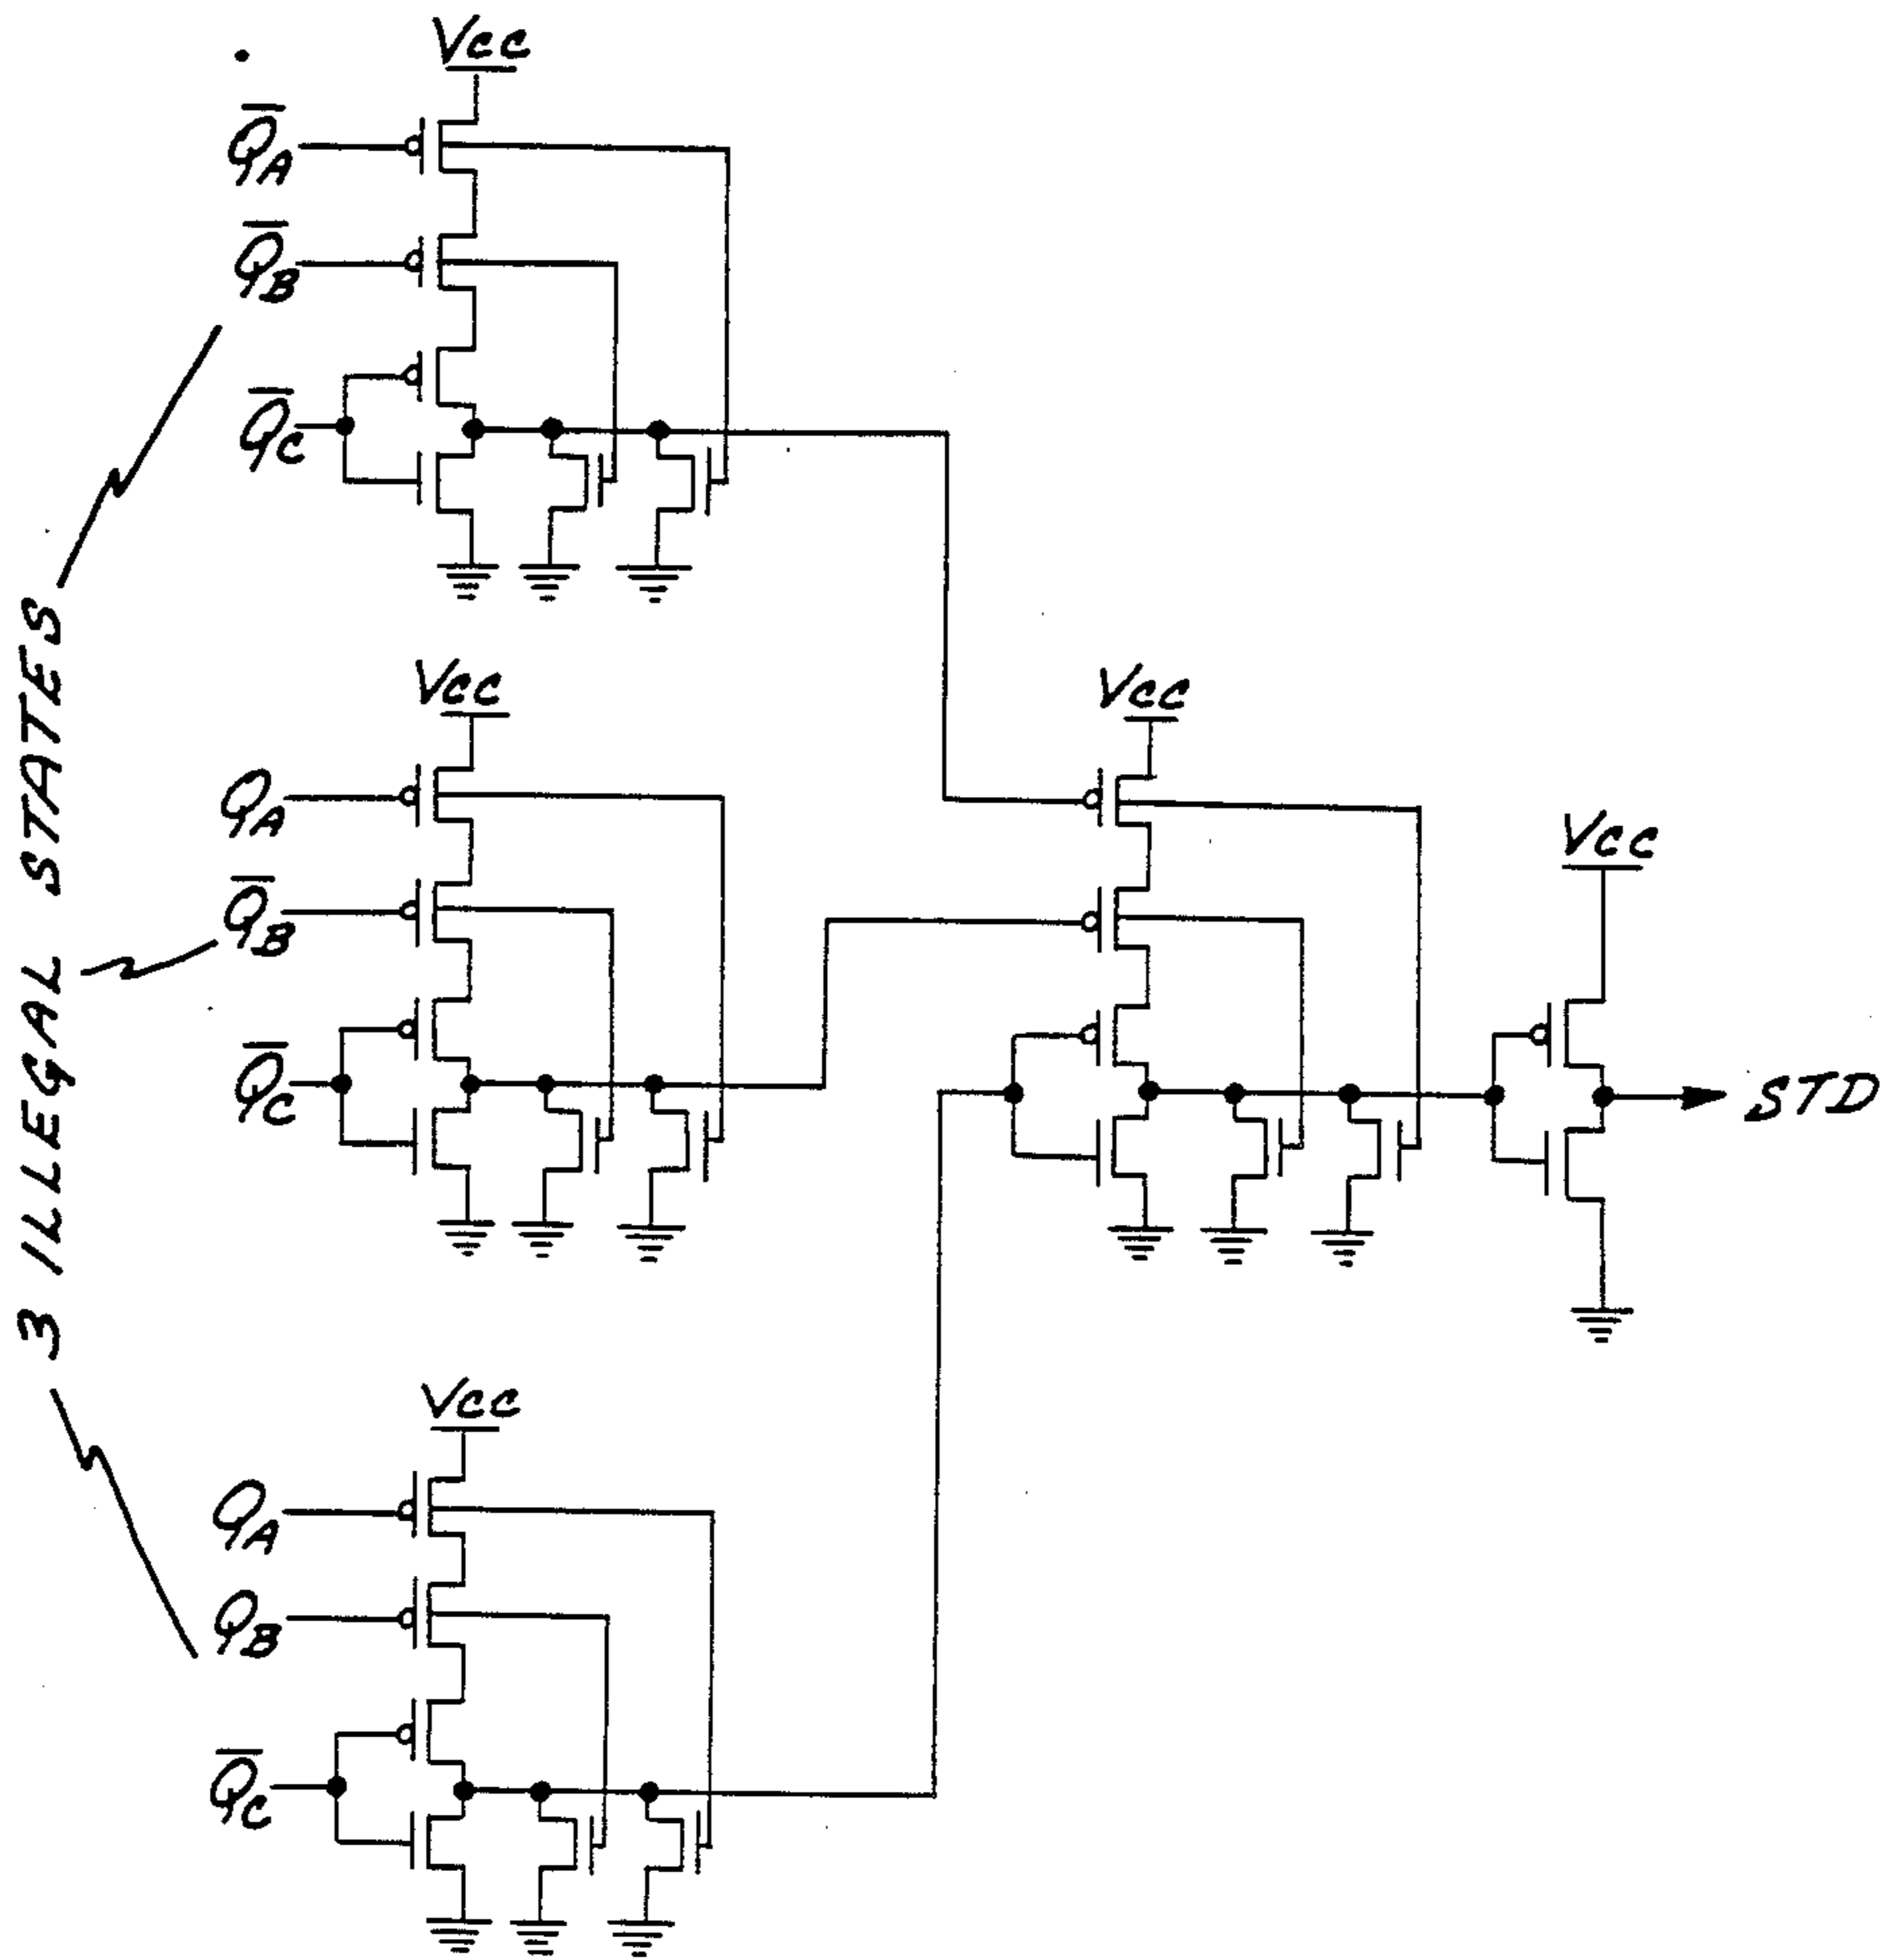 Vcc
Q̅A
Q̅B
Q̅C
3 ILLEGAL STATES
Vcc
QA
Q̅B
Q̅C
Vcc
Vcc
STD
Vcc
QA
QB
Q̅C